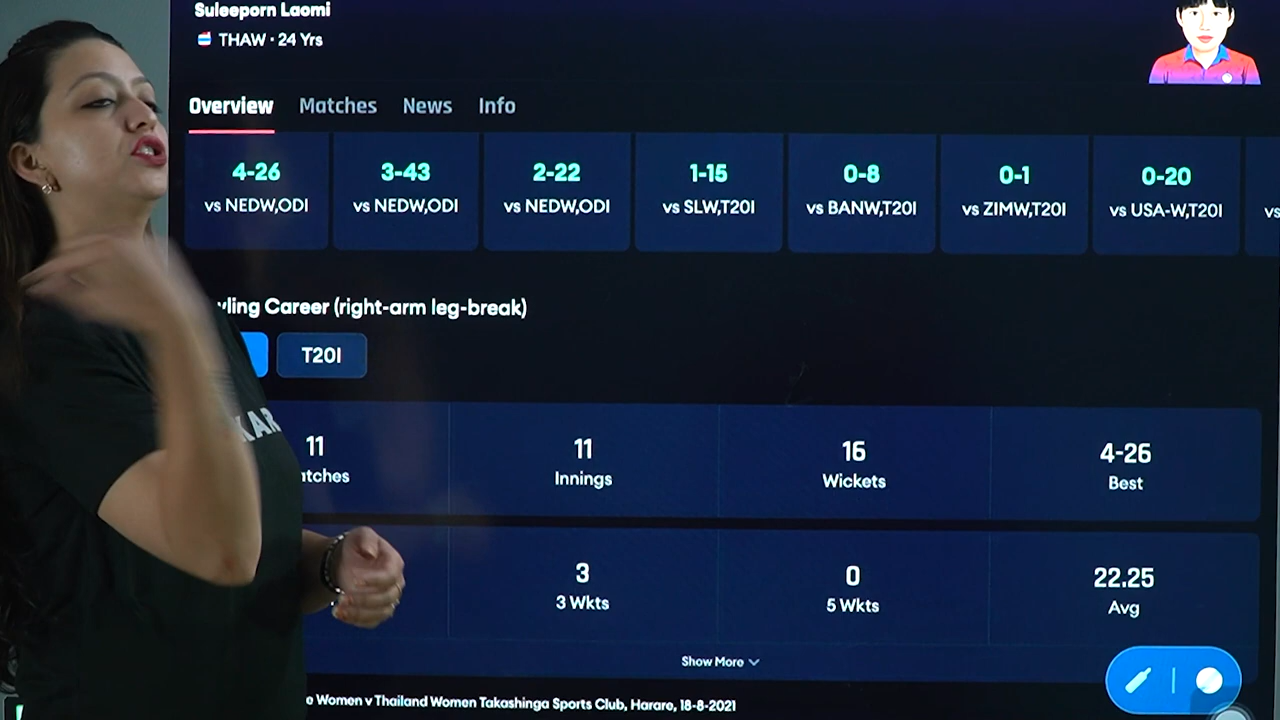 Suleeporn Laomi
THAW · 24 Yrs
Overview Matches News Info
4-26 3-43 2-22 1-15 0-8 0-1 0-20
vs NEDW,ODI vs NEDW,ODI vs NEDW,ODI vs SLW,T20I vs BANW,T20I vs ZIMW,T20I vs USA-W,T20I vs
Career (right-arm leg-break)
T20I
11 11 16 4-26
Innings Wickets Best
3 0 22.25
3 Wkts 5 Wkts Avg
Show More
Women v Thailand Women Takashinga Sports Club, Harare, 18-8-2021